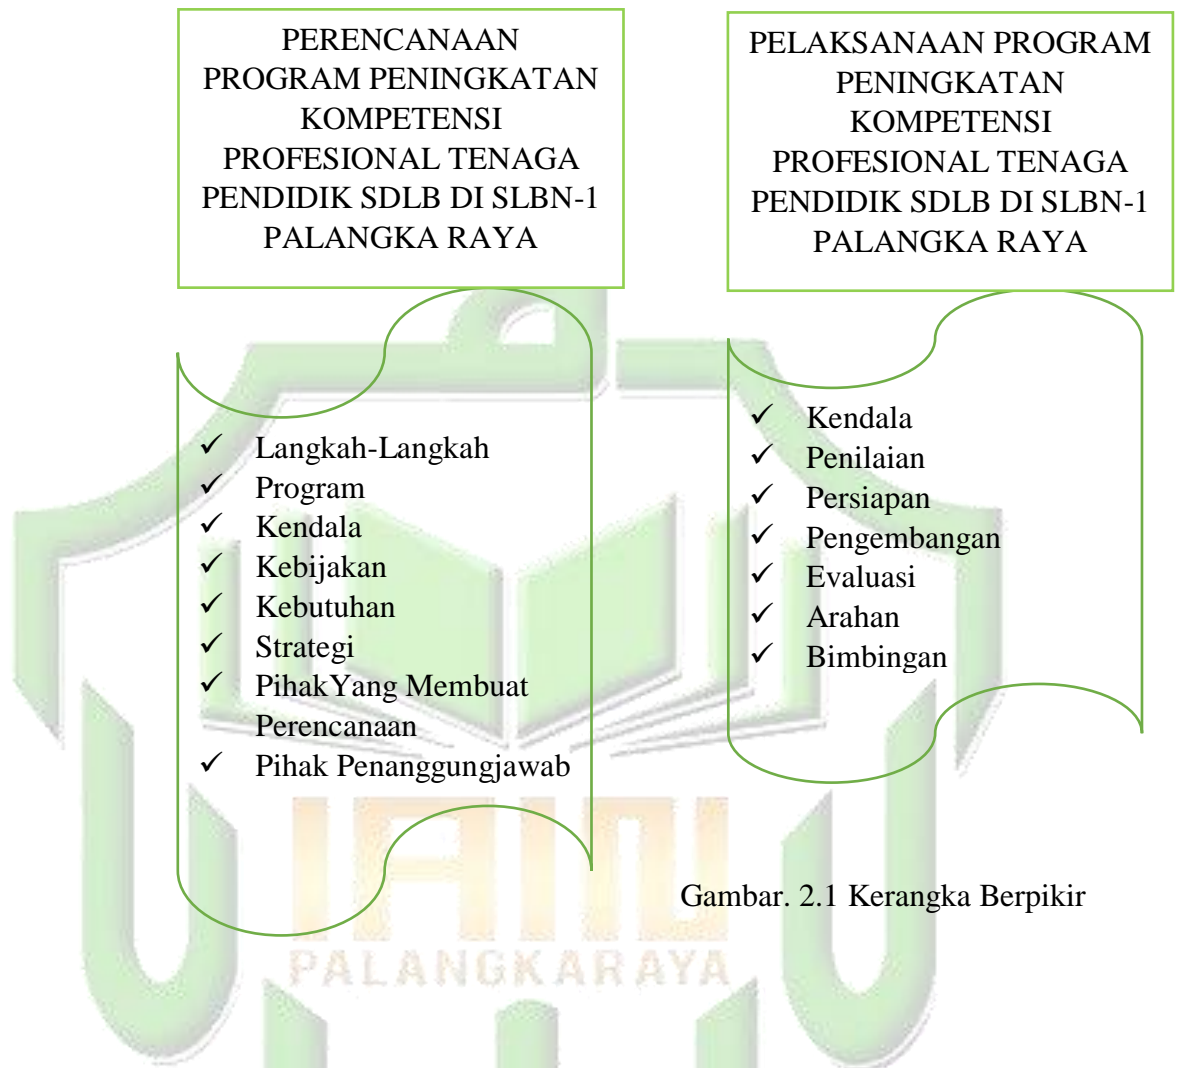 PERENCANAAN
PROGRAM PENINGKATAN
KOMPETENSI
PROFESIONAL TENAGA
PENDIDIK SDLB DI SLBN-1
PALANGKA RAYA
PELAKSANAAN PROGRAM
PENINGKATAN
KOMPETENSI
PROFESIONAL TENAGA
PENDIDIK SDLB DI SLBN-1
PALANGKA RAYA
✓ Langkah-Langkah
✓ Program
✓ Kendala
✓ Kebijakan
✓ Kebutuhan
✓ Strategi
✓ PihakYang Membuat
Perencanaan
✓ Pihak Penanggungjawab
✓ Kendala
✓ Penilaian
✓ Persiapan
✓ Pengembangan
✓ Evaluasi
✓ Arahan
✓ Bimbingan
Gambar. 2.1 Kerangka Berpikir
IAIN
PALANGKARAYA